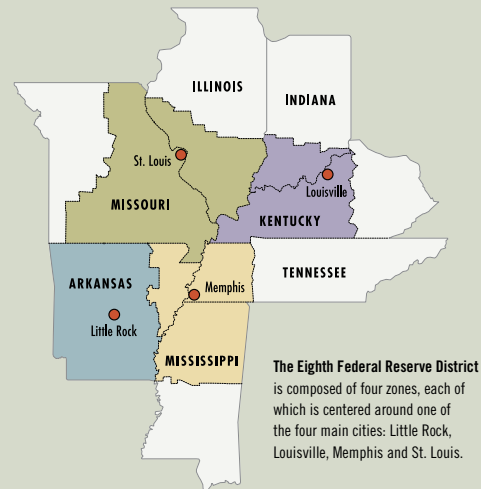 ILLINOIS
INDIANA
St. Louis
Louisville
MISSOURI
KENTUCKY
TENNESSEE
ARKANSAS
Memphis
Little Rock
MISSISSIPPI
The Eighth Federal Reserve District
is composed of four zones, each of
which is centered around one of
the four main cities: Little Rock,
Louisville, Memphis and St. Louis.